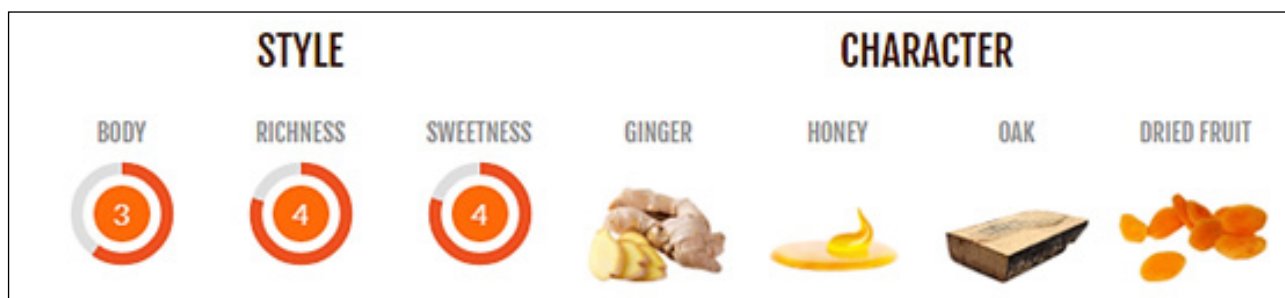 STYLE
CHARACTER
BODY
RICHNESS
SWEETNESS
GINGER
HONEY
OAK
DRIED FRUIT
3
4
4